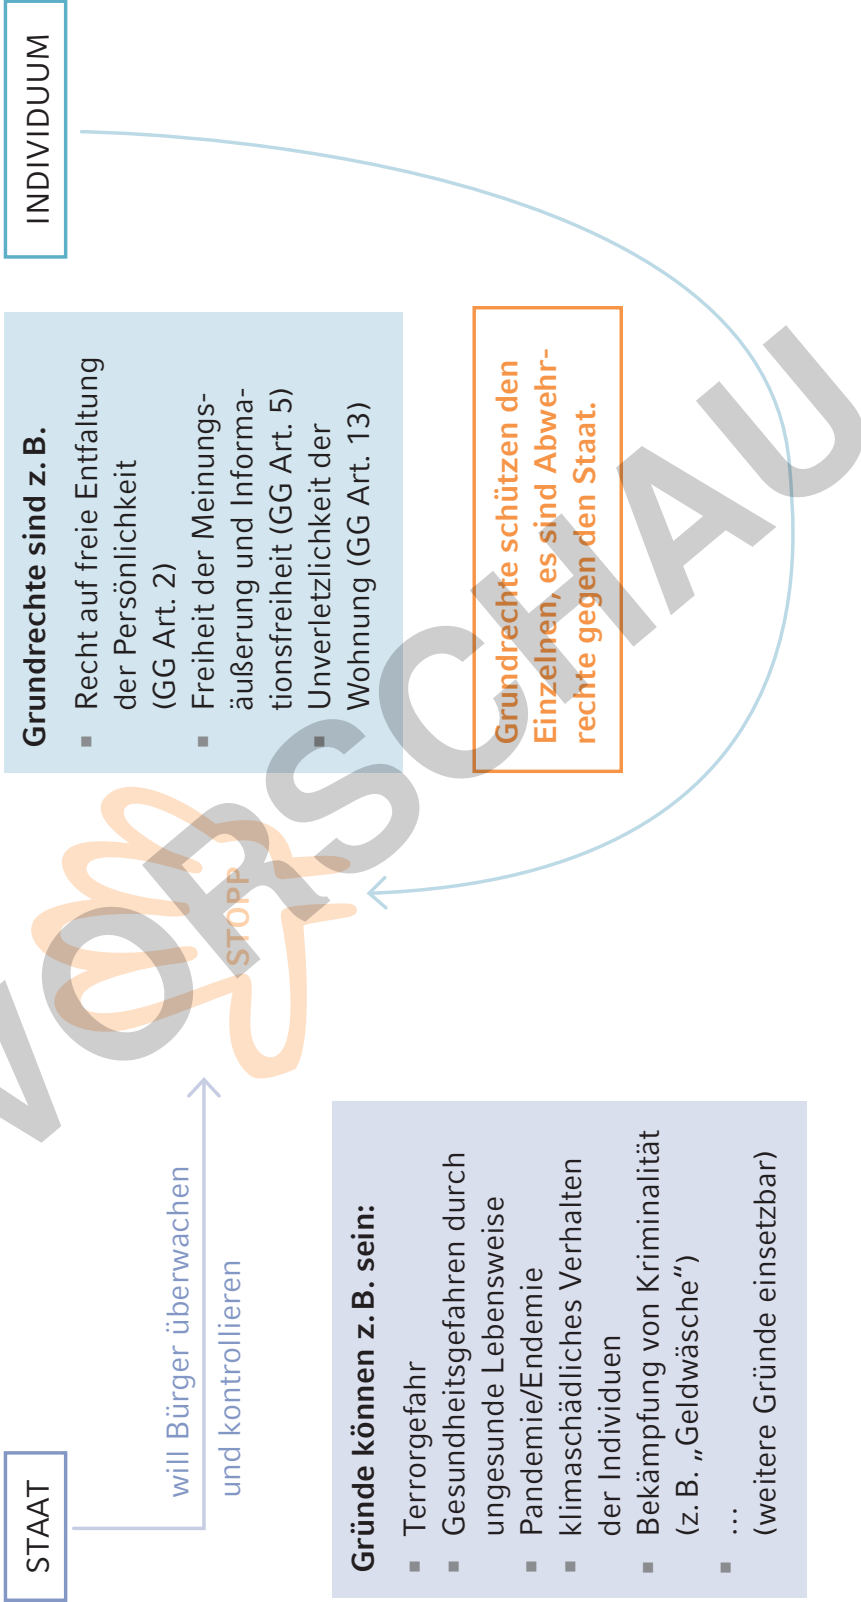 STAAT
will Bürger überwachen
und kontrollieren
Gründe können z. B. sein:
▪ Terrorgefahr
▪ Gesundheitsgefahren durch
ungesunde Lebensweise
▪ Pandemie/Endemie
▪ klimaschädliches Verhalten
der Individuen
▪ Bekämpfung von Kriminalität
(z. B. „Geldwäsche“)
▪ …
(weitere Gründe einsetzbar)
STOPP
Grundrechte sind z. B.
▪ Recht auf freie Entfaltung
der Persönlichkeit
(GG Art. 2)
▪ Freiheit der Meinungs-
äußerung und Informa-
tionsfreiheit (GG Art. 5)
▪ Unverletzlichkeit der
Wohnung (GG Art. 13)
Grundrechte schützen den
Einzelnen, es sind Abwehr-
rechte gegen den Staat.
INDIVIDUUM
VORSCHAU